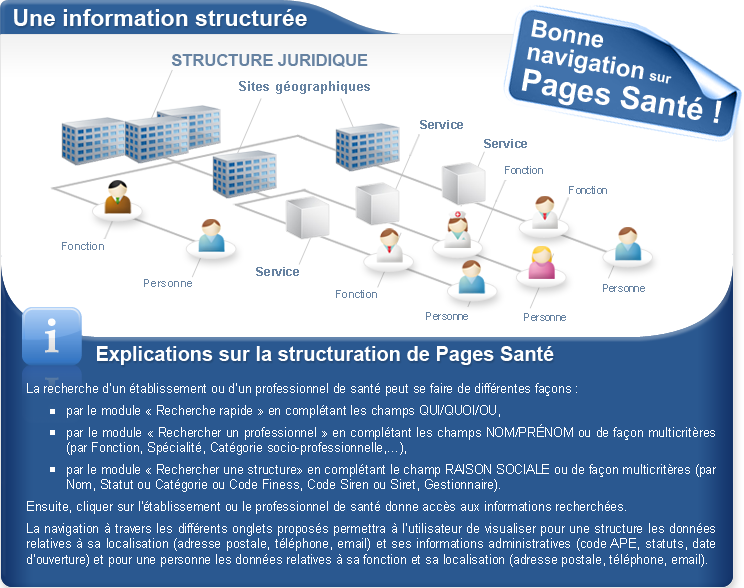 Une information structurée
Bonne
navigation sur
Pages Santé !
STRUCTURE JURIDIQUE
Sites géographiques
Service
Service
Fonction
Fonction
Fonction
Personne
Service
Fonction
Personne
Personne
Personne
Explications sur la structuration de Pages Santé
La recherche d'un établissement ou d'un professionnel de santé peut se faire de différentes façons :
par le module « Recherche rapide » en complétant les champs QUI/QUOI/OU,
par le module « Rechercher un professionnel » en complétant les champs NOM/PRÉNOM ou de façon multicritères
(par Fonction, Spécialité, Catégorie socio-professionnelle,…),
par le module « Rechercher une structure» en complétant le champ RAISON SOCIALE ou de façon multicritères (par
Nom, Statut ou Catégorie ou Code Finess, Code Siren ou Siret, Gestionnaire).
Ensuite, cliquer sur l'établissement ou le professionnel de santé donne accès aux informations recherchées.
La navigation à travers les différents onglets proposés permettra à l'utilisateur de visualiser pour une structure les données
relatives à sa localisation (adresse postale, téléphone, email) et ses informations administratives (code APE, statuts, date
d'ouverture) et pour une personne les données relatives à sa fonction et sa localisation (adresse postale, téléphone, email).